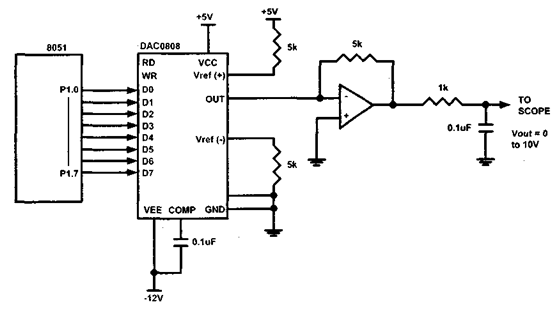 8051
P1.0
P1.7
DAC0808
RD
WR
D0
D1
D2
D3
D4
D5
D6
D7
VCC
Vref (+)
OUT
Vref (-)
GND
VEE COMP
+5V
+5V
5k
5k
5k
0.1uF
-12V
-
+
1k
0.1uF
TO
SCOPE
Vout = 0
to 10V